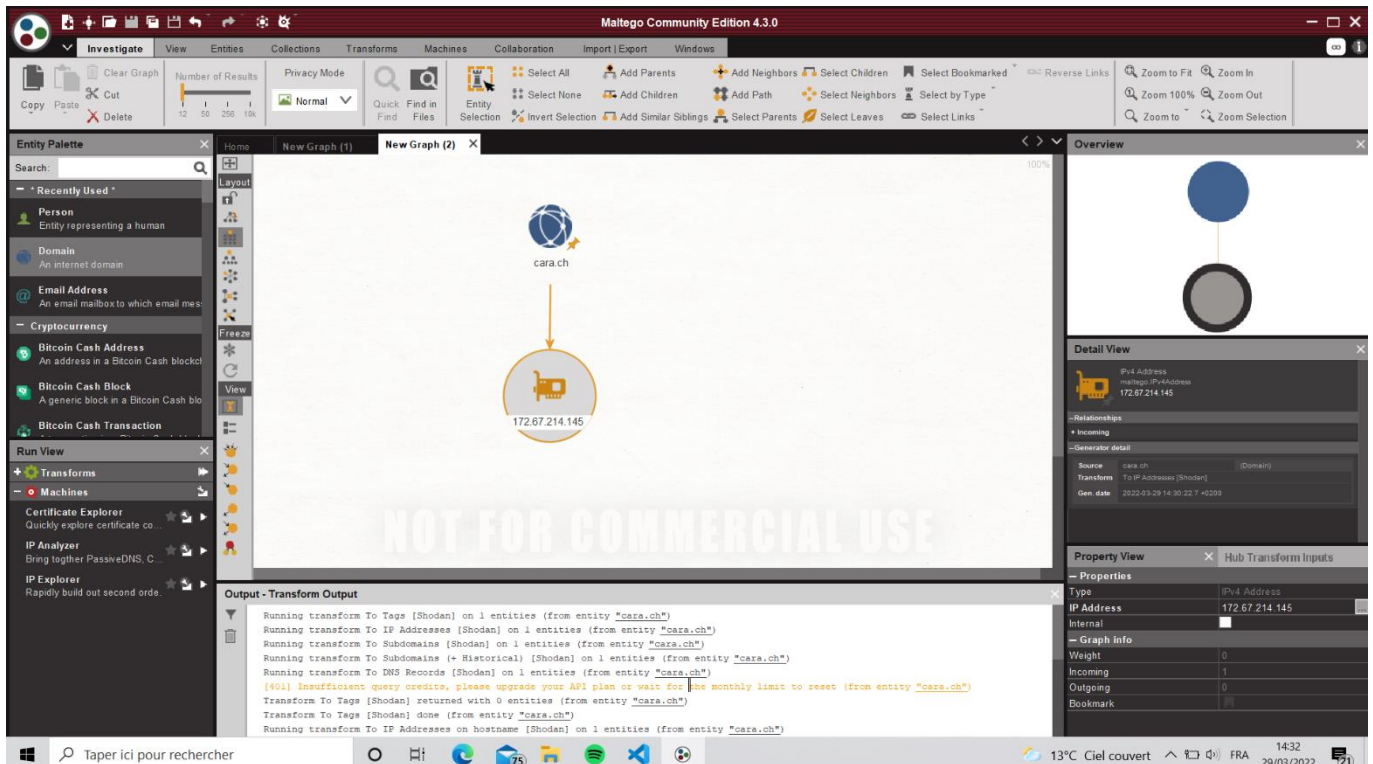 Maltego Community Edition 4.3.0
Investigate View Entities Collections Transforms Machines Collaboration Import | Export Windows
Copy Paste Clear Graph Cut Delete
Number of Results
12 50 256 10k
Privacy Mode
Normal
Quick Find
Find in Files
Entity Selection
Select All Add Parents Add Neighbors Select Children Select Bookmarked Reverse Links Zoom to Fit Zoom In
Select None Add Children Add Path Select Neighbors Select by Type Zoom 100% Zoom Out
Invert Selection Add Similar Siblings Select Parents Select Leaves Select Links Zoom to Zoom Selection
Entity Palette
Search:
* Recently Used *
Person
Entity representing a human
Domain
An internet domain
Email Address
An email mailbox to which email mes
Cryptocurrency
Bitcoin Cash Address
An address in a Bitcoin Cash blockch
Bitcoin Cash Block
A generic block in a Bitcoin Cash blo
Bitcoin Cash Transaction
Run View
Transforms
Machines
Certificate Explorer
Quickly explore certificate co...
IP Analyzer
Bring togther PassiveDNS, C...
IP Explorer
Rapidly build out second orde.
Home New Graph (1) New Graph (2)
Layout
Freeze
View
100%
cara.ch
172.67.214.145
NOT FOR COMMERCIAL USE
Output - Transform Output
Running transform To Tags [Shodan] on 1 entities (from entity "cara.ch")
Running transform To IP Addresses [Shodan] on 1 entities (from entity "cara.ch")
Running transform To Subdomains [Shodan] on 1 entities (from entity "cara.ch")
Running transform To Subdomains (+ Historical) [Shodan] on 1 entities (from entity "cara.ch")
Running transform To DNS Records [Shodan] on 1 entities (from entity "cara.ch")
[401] Insufficient query credits, please upgrade your API plan or wait for the monthly limit to reset (from entity "cara.ch")
Transform To Tags [Shodan] returned with 0 entities (from entity "cara.ch")
Transform To Tags [Shodan] done (from entity "cara.ch")
Running transform To IP Addresses on hostname [Shodan] on 1 entities (from entity "cara.ch")
Overview
Detail View
IPv4 Address
maltego.IPv4Address
172.67.214.145
Relationships
Incoming
Generator detail
Source cara.ch (Domain)
Transform To IP Addresses [Shodan]
Gen. date 2022-03-29 14:30:22.7 +0200
Property View Hub Transform Inputs
Properties
Type IPv4 Address
IP Address 172.67.214.145
Internal
Graph info
Weight 0
Incoming 1
Outgoing 0
Bookmark
Taper ici pour rechercher
75
13°C Ciel couvert
FRA
14:32
29/03/2022
21